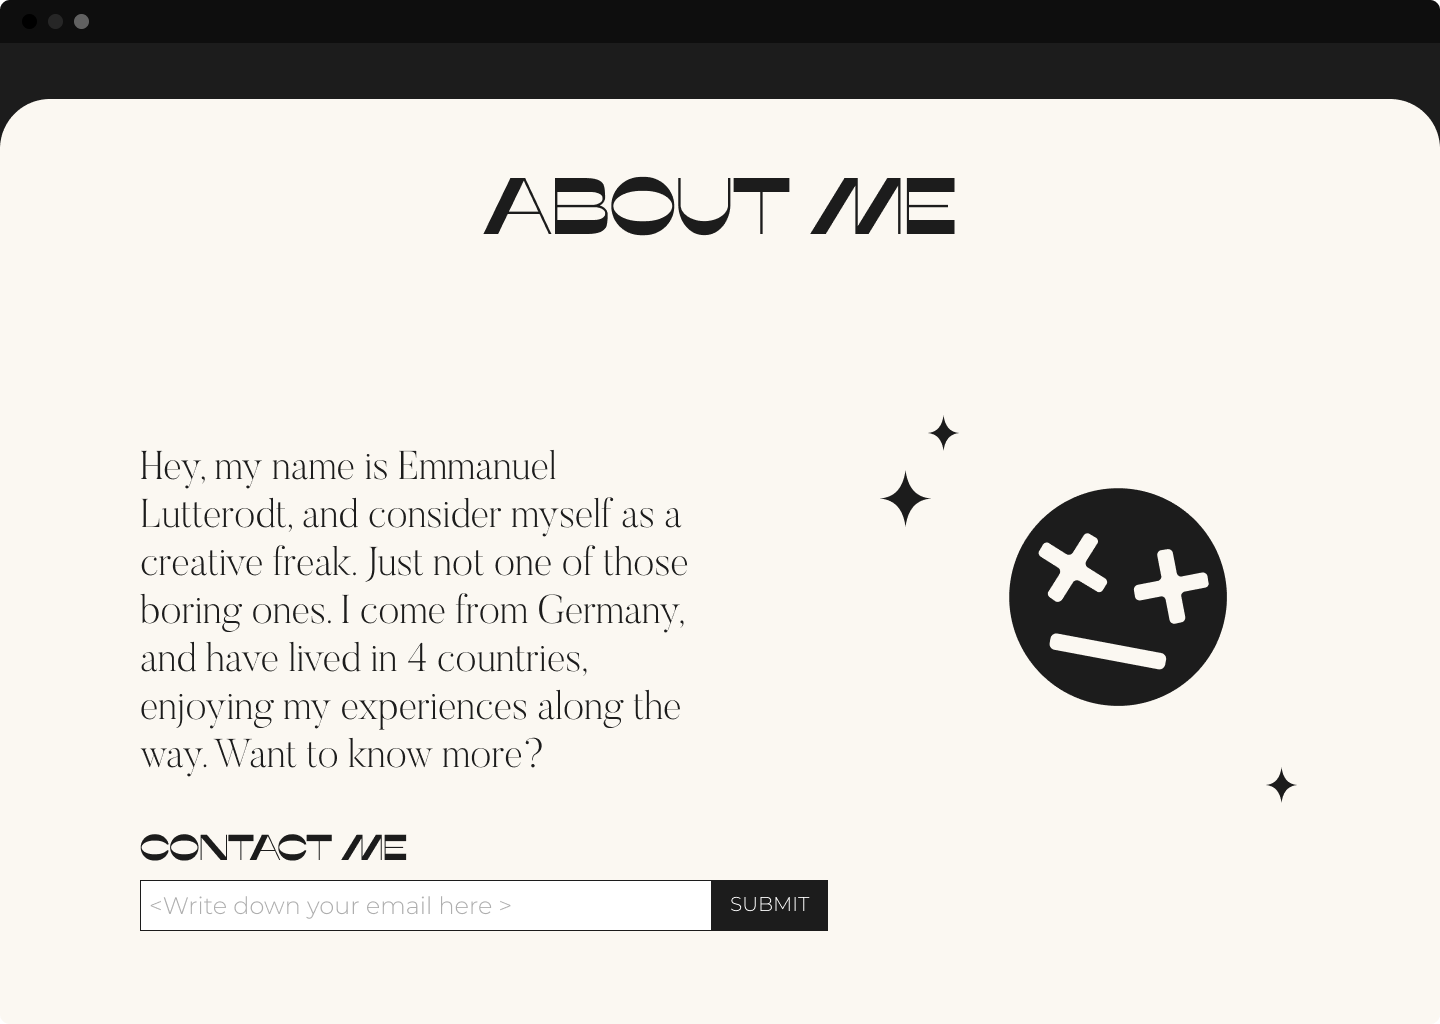 ABOUT ME
Hey, my name is Emmanuel
Lutterodt, and consider myself as a
creative freak. Just not one of those
boring ones. I come from Germany,
and have lived in 4 countries,
enjoying my experiences along the
way. Want to know more?
CONTACT ME
<Write down your email here >
SUBMIT